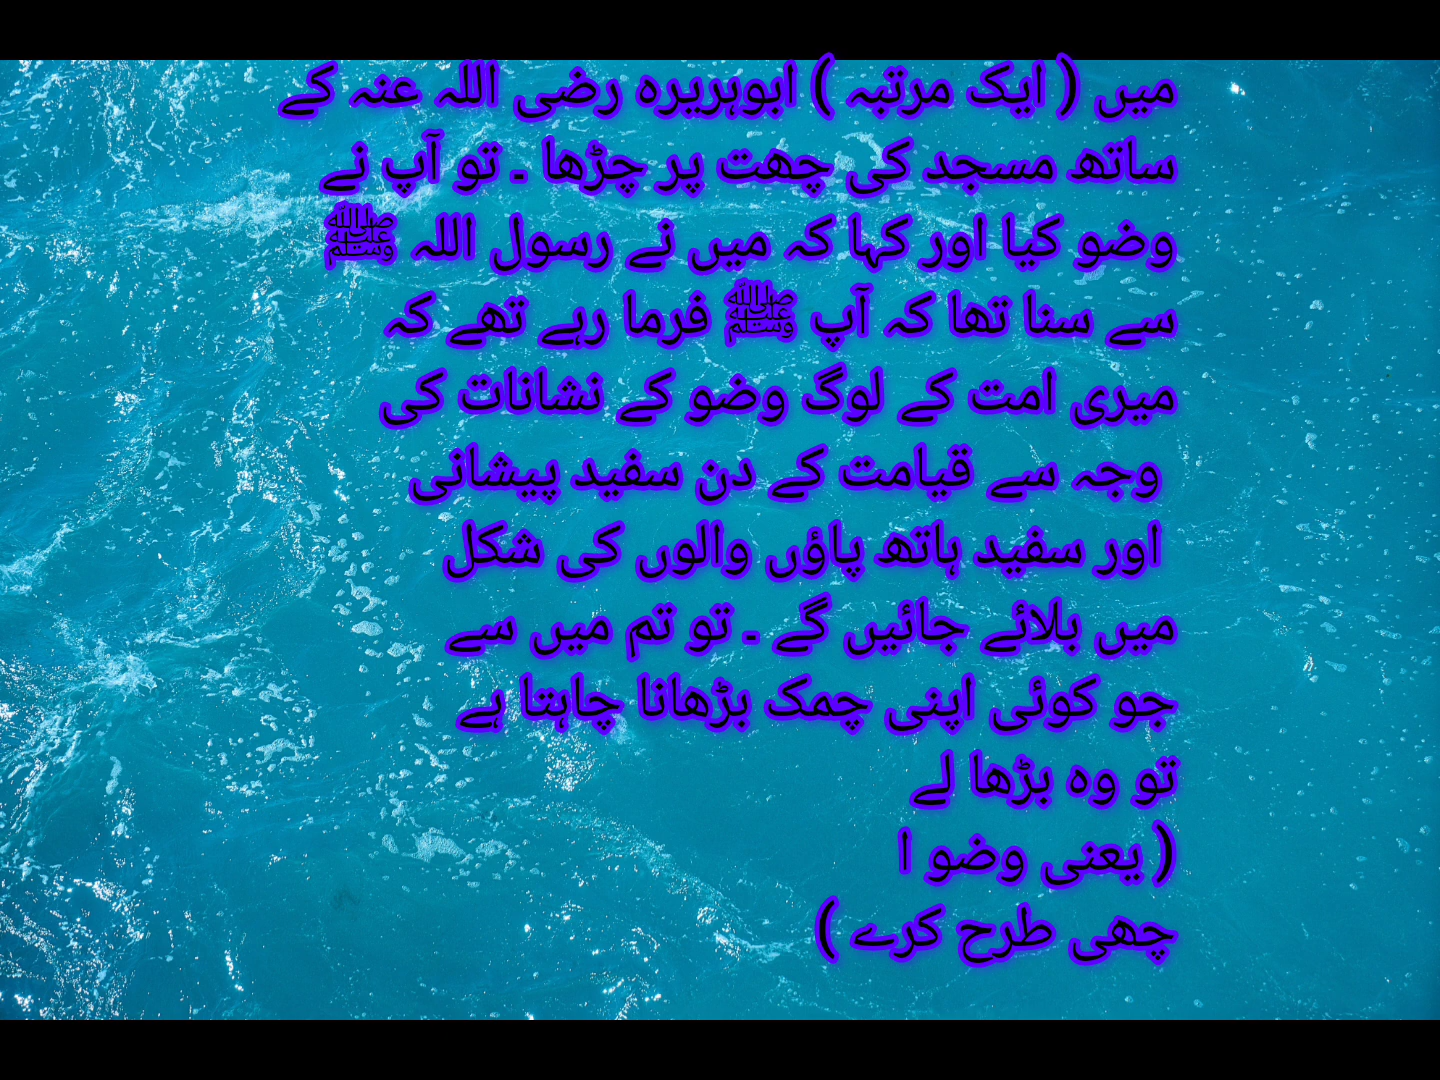 میں ( ایک مرتبہ ) ابوہریرہ رضی اللہ عنہ کے
ساتھ مسجد کی چھت پر چڑھا ۔ تو آپ نے
وضو کیا اور کہا کہ میں نے رسول اللہ ﷺ
سے سنا تھا کہ آپ ﷺ فرما رہے تھے کہ
میری امت کے لوگ وضو کے نشانات کی
وجہ سے قیامت کے دن سفید پیشانی
اور سفید ہاتھ پاؤں والوں کی شکل
میں بلائے جائیں گے ۔ تو تم میں سے
جو کوئی اپنی چمک بڑھانا چاہتا ہے
تو وہ بڑھا لے
( یعنی وضو ا
چھی طرح کرے )